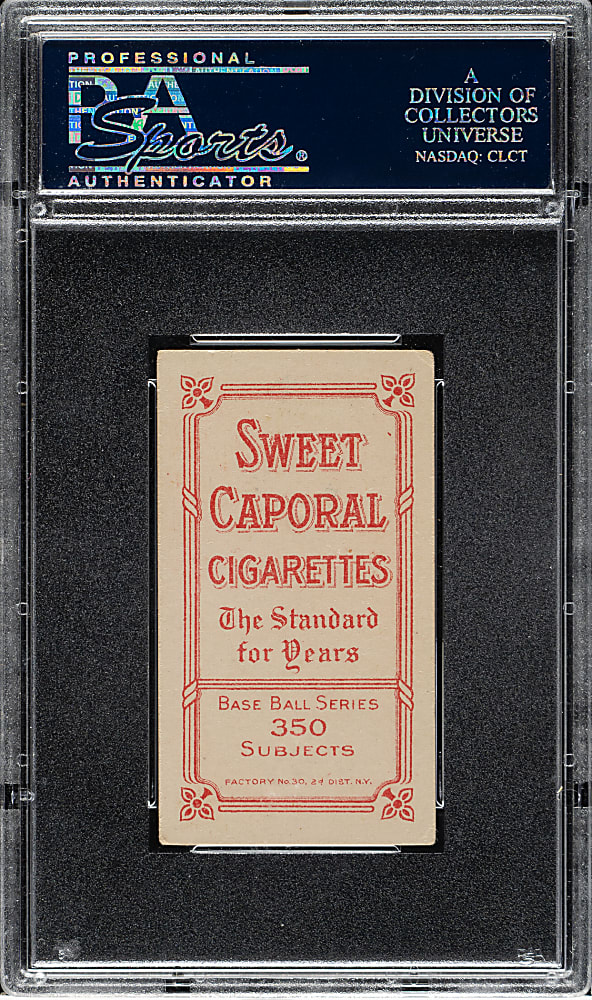 PROFESSIONAL
PSA
Sports®
AUTHENTICATOR
A
DIVISION OF
COLLECTORS
UNIVERSE
NASDAQ: CLCT
SWEET
CAPORAL
CIGARETTES
The Standard
for Years
BASE BALL SERIES
350
SUBJECTS
FACTORY No. 30, 2d DIST. N.Y.